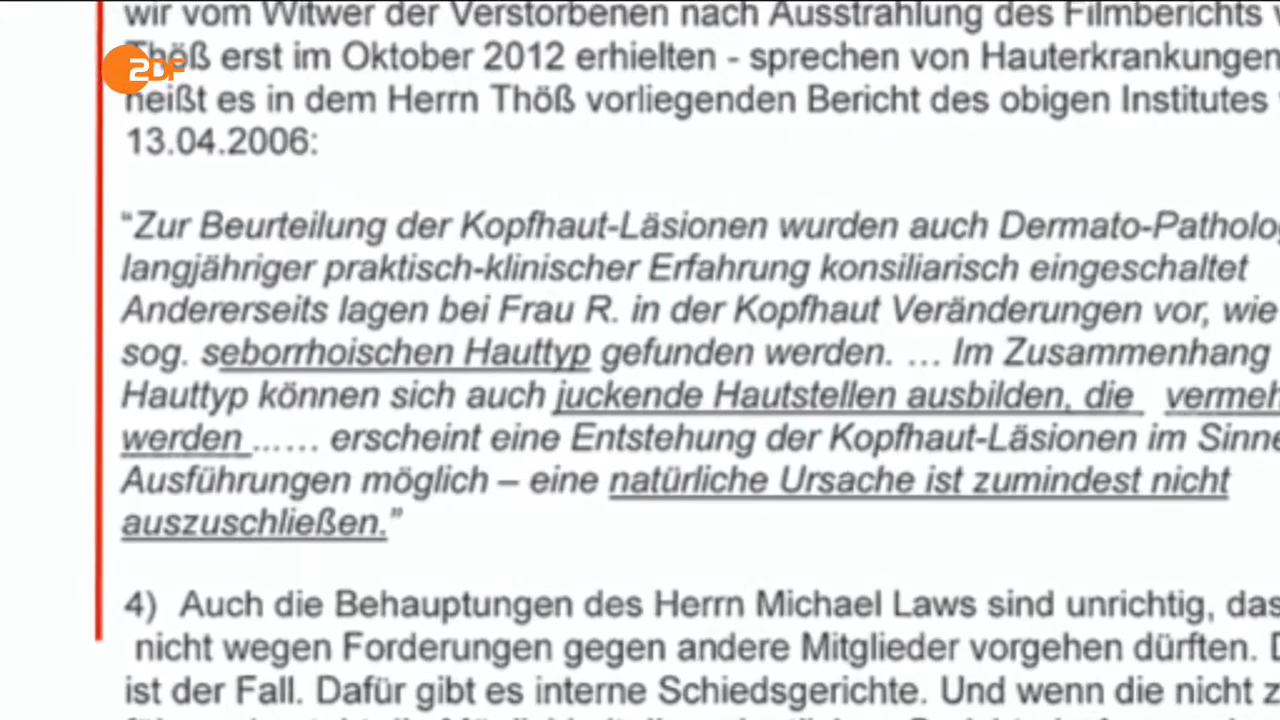 wir vom Witwer der Verstorbenen nach Ausstrahlung des Filmberichts
ZDF
Thöß erst im Oktober 2012 erhielten - sprechen von Hauterkrankungen
heißt es in dem Herrn Thöß vorliegenden Bericht des obigen Institutes
13.04.2006:
“Zur Beurteilung der Kopfhaut-Läsionen wurden auch Dermato-Patholo
langjähriger praktisch-klinischer Erfahrung konsiliarisch eingeschaltet
Andererseits lagen bei Frau R. in der Kopfhaut Veränderungen vor, wie
sog. seborrhoischen Hauttyp gefunden werden. … Im Zusammenhang
Hauttyp können sich auch juckende Hautstellen ausbilden, die vermeh
werden …… erscheint eine Entstehung der Kopfhaut-Läsionen im Sinne
Ausführungen möglich – eine natürliche Ursache ist zumindest nicht
auszuschließen.”
4) Auch die Behauptungen des Herrn Michael Laws sind unrichtig, das
nicht wegen Forderungen gegen andere Mitglieder vorgehen dürften. D
ist der Fall. Dafür gibt es interne Schiedsgerichte. Und wenn die nicht z